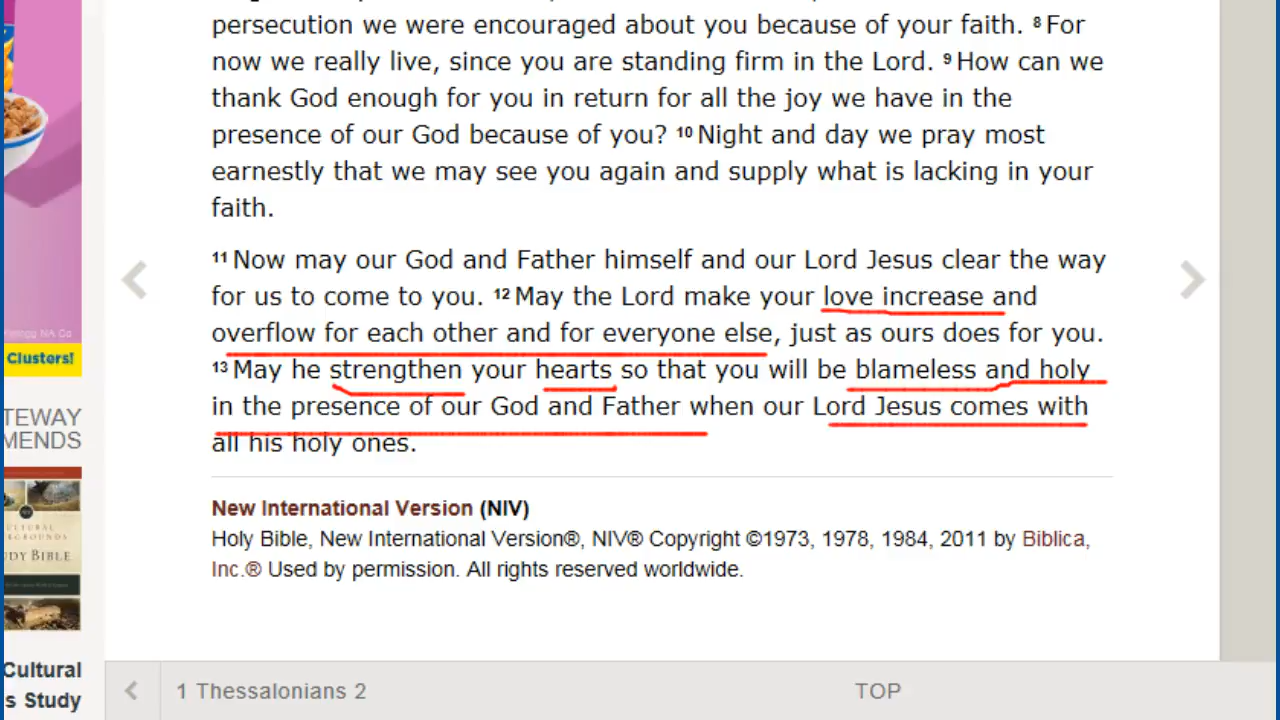 persecution we were encouraged about you because of your faith. 8 For
now we really live, since you are standing firm in the Lord. 9 How can we
thank God enough for you in return for all the joy we have in the
presence of our God because of you? 10 Night and day we pray most
earnestly that we may see you again and supply what is lacking in your
faith.
11 Now may our God and Father himself and our Lord Jesus clear the way
for us to come to you. 12 May the Lord make your love increase and
overflow for each other and for everyone else, just as ours does for you.
13 May he strengthen your hearts so that you will be blameless and holy
in the presence of our God and Father when our Lord Jesus comes with
all his holy ones.
New International Version (NIV)
Holy Bible, New International Version®, NIV® Copyright ©1973, 1978, 1984, 2011 by Biblica,
Inc.® Used by permission. All rights reserved worldwide.
1 Thessalonians 2
TOP
NA Co
Clusters!
TEWAY
MENDS
DY BIBLE
Cultural
s Study